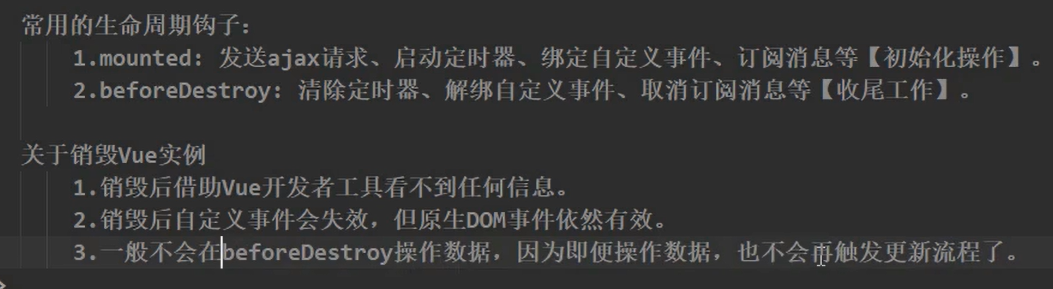 常用的生命周期钩子：
1.mounted: 发送ajax请求、启动定时器、绑定自定义事件、订阅消息等【初始化操作】。
2.beforeDestroy: 清除定时器、解绑自定义事件、取消订阅消息等【收尾工作】。
关于销毁Vue实例
1.销毁后借助Vue开发者工具看不到任何信息。
2.销毁后自定义事件会失效，但原生DOM事件依然有效。
3.一般不会在beforeDestroy操作数据，因为即便操作数据，也不会再触发更新流程了。